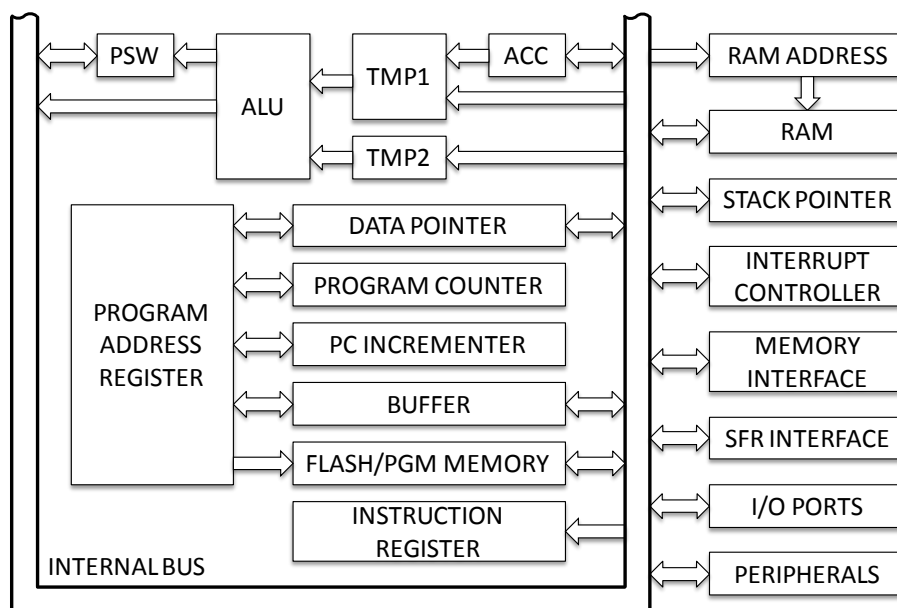 PSW
ALU
TMP1
ACC
TMP2
RAM ADDRESS
RAM
STACK POINTER
INTERRUPT
CONTROLLER
MEMORY
INTERFACE
SFR INTERFACE
I/O PORTS
PERIPHERALS
PROGRAM
ADDRESS
REGISTER
DATA POINTER
PROGRAM COUNTER
PC INCREMENTER
BUFFER
FLASH/PGM MEMORY
INSTRUCTION
REGISTER
INTERNAL BUS